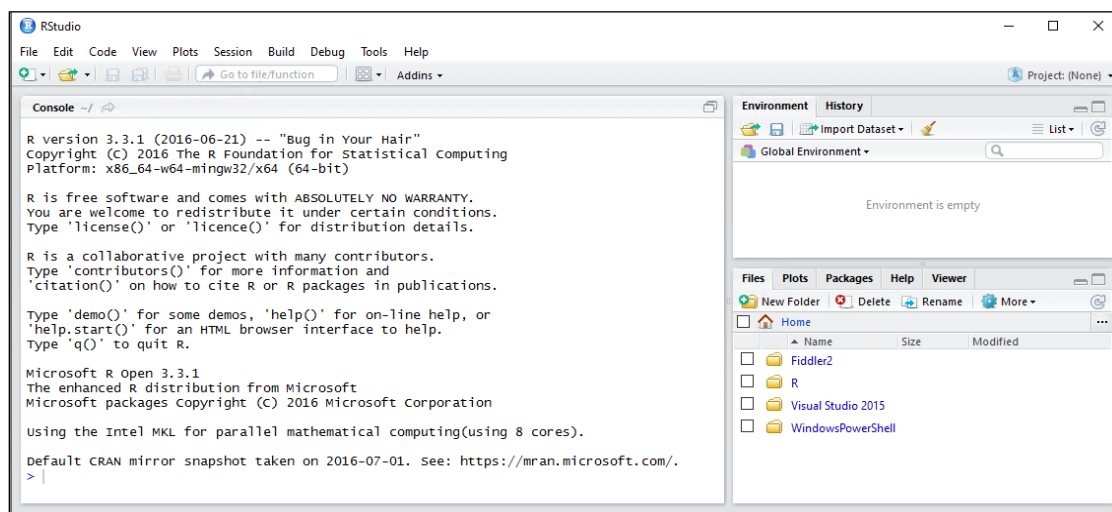 RStudio
File Edit Code View Plots Session Build Debug Tools Help
Go to file/function Addins Project: (None)
Console ~/
R version 3.3.1 (2016-06-21) -- "Bug in Your Hair"
Copyright (C) 2016 The R Foundation for Statistical Computing
Platform: x86_64-w64-mingw32/x64 (64-bit)
R is free software and comes with ABSOLUTELY NO WARRANTY.
You are welcome to redistribute it under certain conditions.
Type 'license()' or 'licence()' for distribution details.
R is a collaborative project with many contributors.
Type 'contributors()' for more information and
'citation()' on how to cite R or R packages in publications.
Type 'demo()' for some demos, 'help()' for on-line help, or
'help.start()' for an HTML browser interface to help.
Type 'q()' to quit R.
Microsoft R Open 3.3.1
The enhanced R distribution from Microsoft
Microsoft packages Copyright (C) 2016 Microsoft Corporation
Using the Intel MKL for parallel mathematical computing(using 8 cores).
Default CRAN mirror snapshot taken on 2016-07-01. See: https://mran.microsoft.com/.
>
Environment History
Import Dataset List
Global Environment
Environment is empty
Files Plots Packages Help Viewer
New Folder Delete Rename More
Home ...
Name Size Modified
Fiddler2
R
Visual Studio 2015
WindowsPowerShell